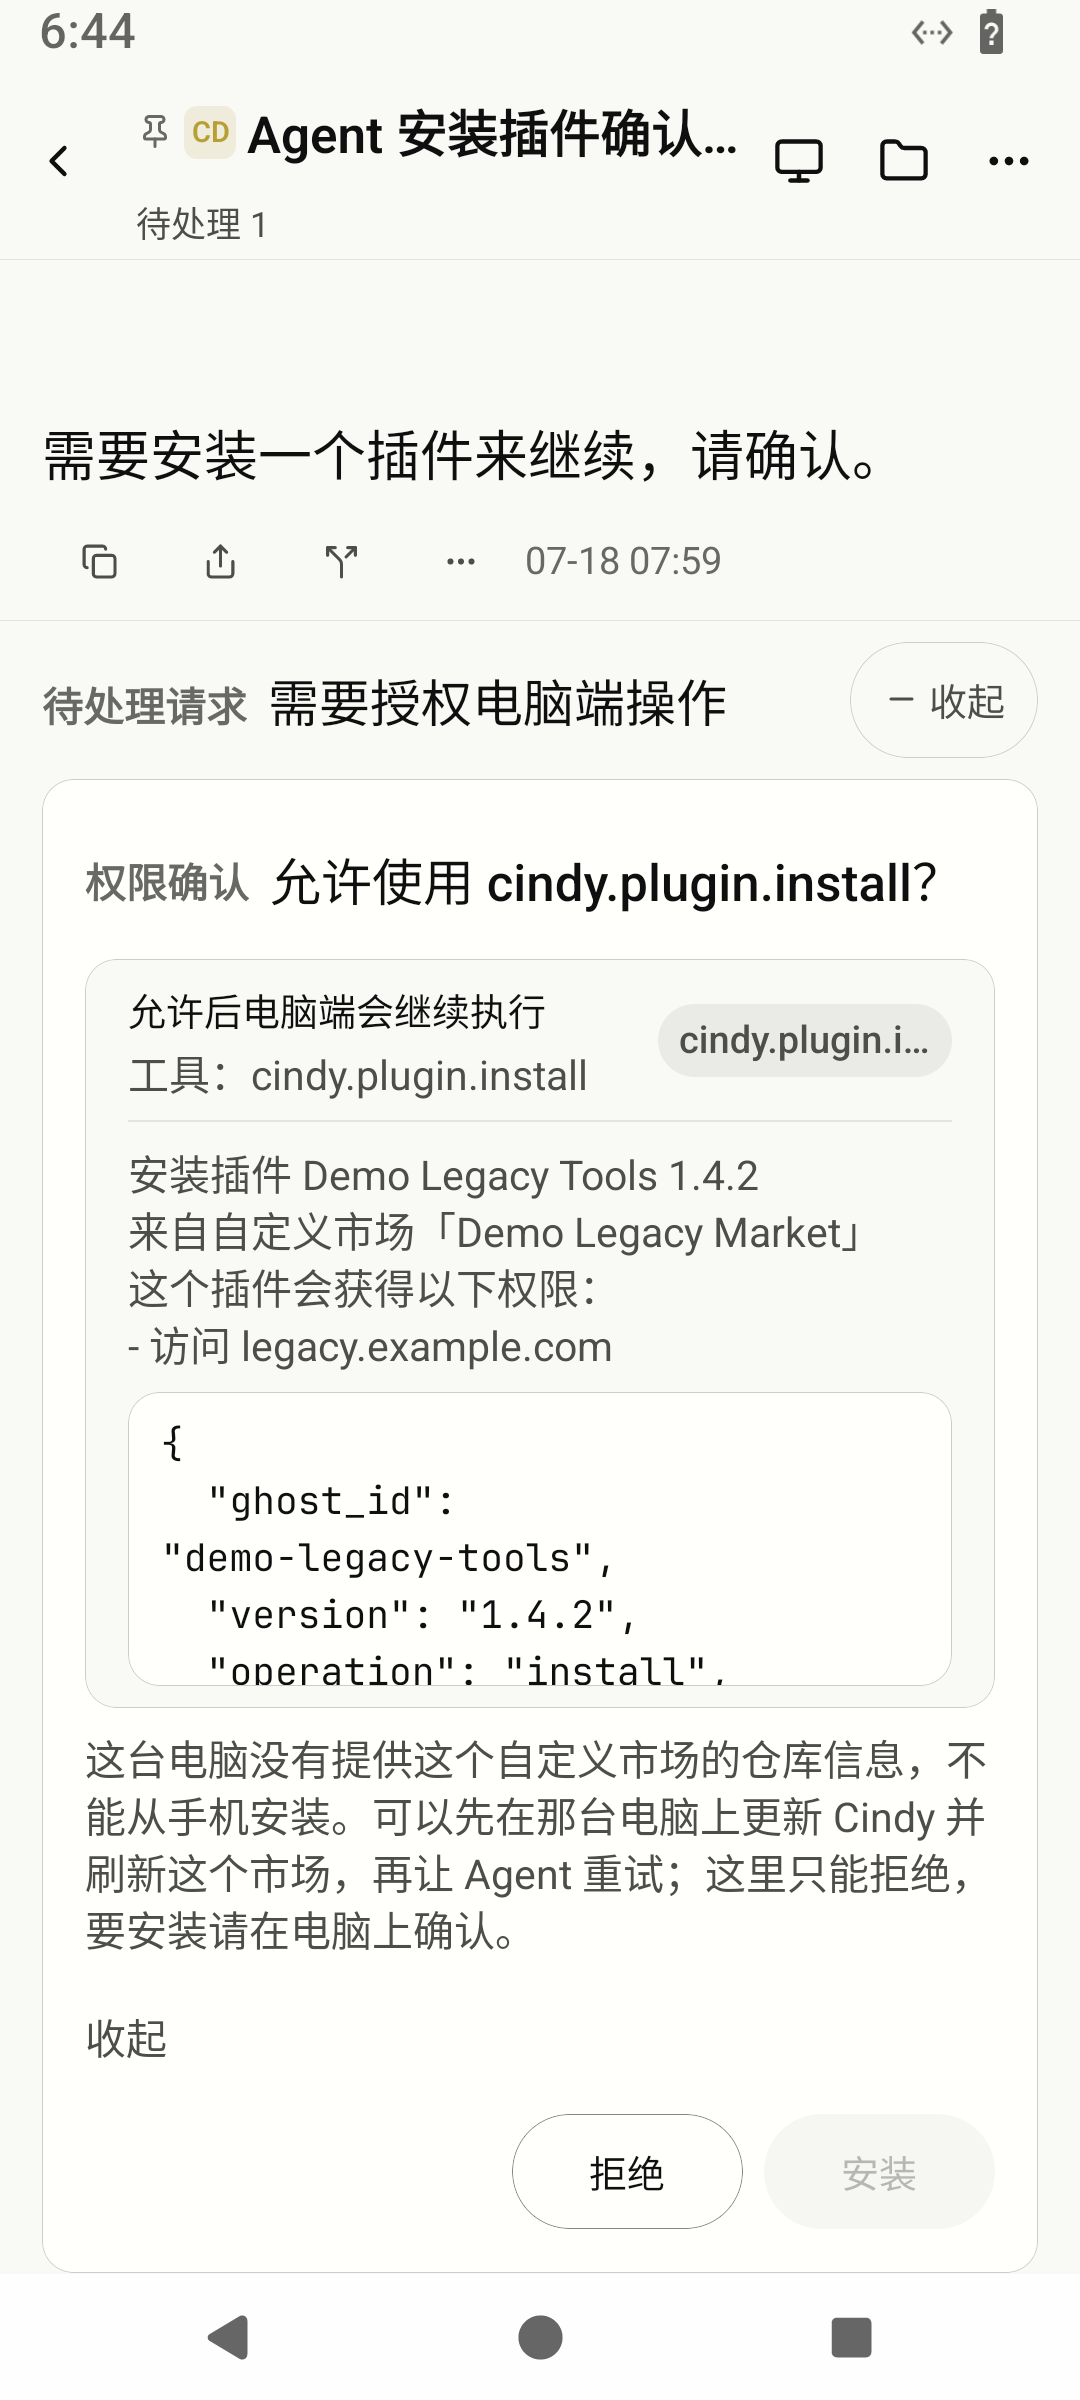 6:44
CD Agent 安装插件确认...
待处理 1
需要安装一个插件来继续，请确认。
07-18 07:59
待处理请求 需要授权电脑端操作
收起
权限确认 允许使用 cindy.plugin.install？
允许后电脑端会继续执行
工具：cindy.plugin.install
cindy.plugin.i...
安装插件 Demo Legacy Tools 1.4.2
来自自定义市场「Demo Legacy Market」
这个插件会获得以下权限：
- 访问 legacy.example.com
{
"ghost_id":
"demo-legacy-tools",
"version": "1.4.2",
"operation": "install",
这台电脑没有提供这个自定义市场的仓库信息，不
能从手机安装。可以先在那台电脑上更新 Cindy 并
刷新这个市场，再让 Agent 重试；这里只能拒绝，
要安装请在电脑上确认。
收起
拒绝
安装